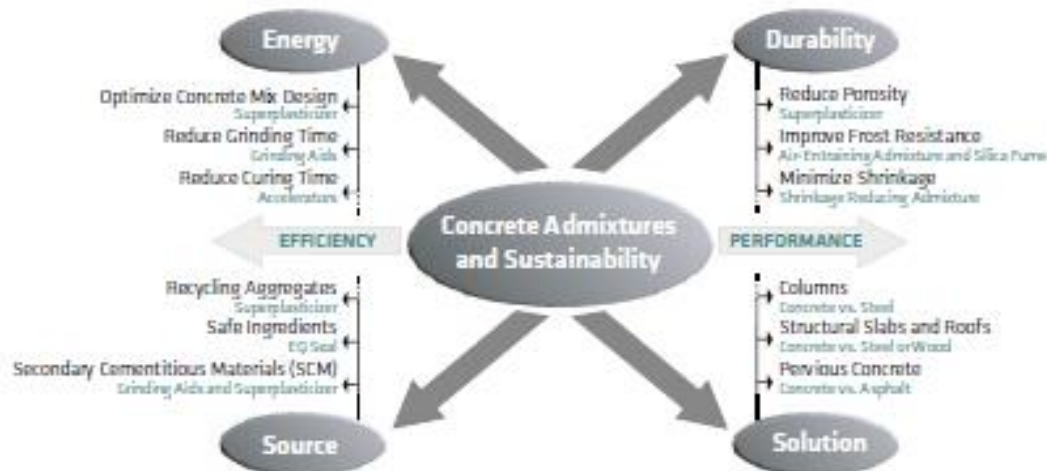 Energy
Optimize Concrete Mix Design
Superplasticizer
Reduce Grinding Time
Grinding Aids
Reduce Curing Time
Accelerators
Durability
Reduce Porosity
Superplasticizer
Improve Frost Resistance
Air-Entraining Admixture and Silica Fume
Minimize Shrinkage
Shrinkage Reducing Admixture
EFFICIENCY
Concrete Admixtures
and Sustainability
PERFORMANCE
Recycling Aggregates
Superplasticizer
Safe Ingredients
EQ Seal
Secondary Cementitious Materials (SCM)
Grinding Aids and Superplasticizer
Source
Columns
Concrete vs. Steel
Structural Slabs and Roofs
Concrete vs. Steel or Wood
Pervious Concrete
Concrete vs. Asphalt
Solution